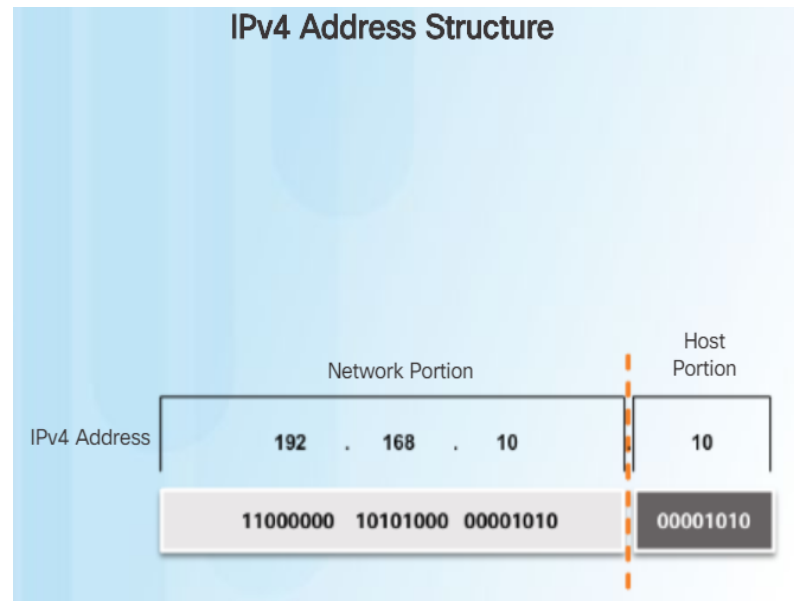 IPv4 Address Structure
Host
Network Portion Portion
IPv4 Address 192 . 168 . 10 . 10
11000000 10101000 00001010 00001010